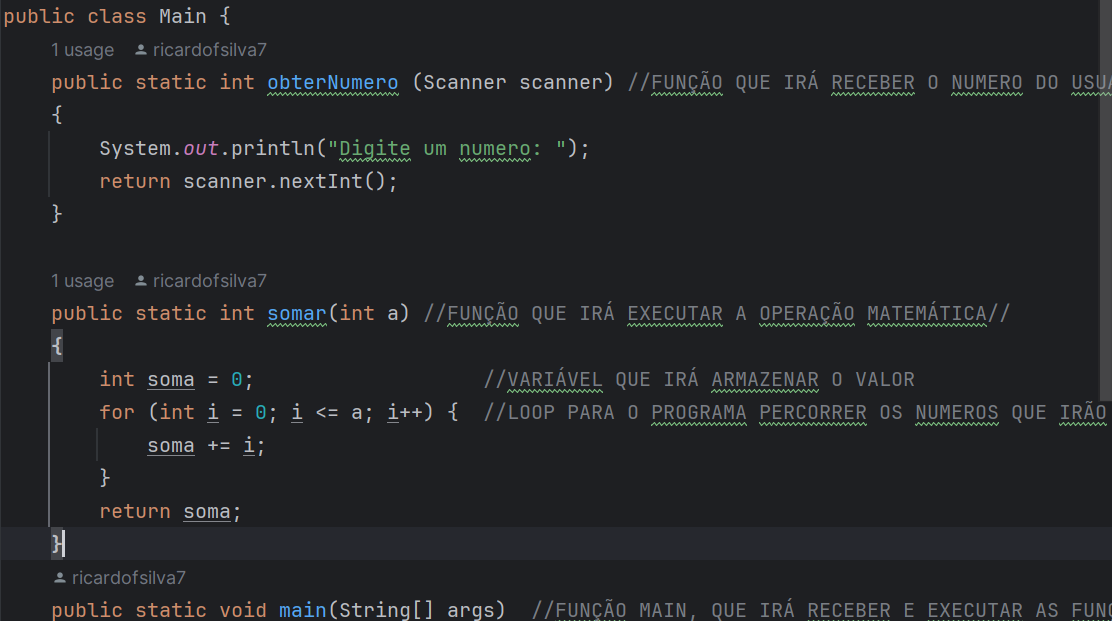 public class Main {
1 usage ricardofsilva7
public static int obterNumero (Scanner scanner) //FUNÇÃO QUE IRÁ RECEBER O NUMERO DO
{
System.out.println("Digite um numero: ");
return scanner.nextInt();
}
1 usage ricardofsilva7
public static int somar(int a) //FUNÇÃO QUE IRÁ EXECUTAR A OPERAÇÃO MATEMÁTICA//
{
int soma = 0; //VARIÁVEL QUE IRÁ ARMAZENAR O VALOR
for (int i = 0; i <= a; i++) { //LOOP PARA O PROGRAMA PERCORRER OS NUMEROS QUE IRÃO
soma += i;
}
return soma;
}
ricardofsilva7
public static void main(String[] args) //FUNÇÃO MAIN, QUE IRÁ RECEBER E EXECUTAR AS